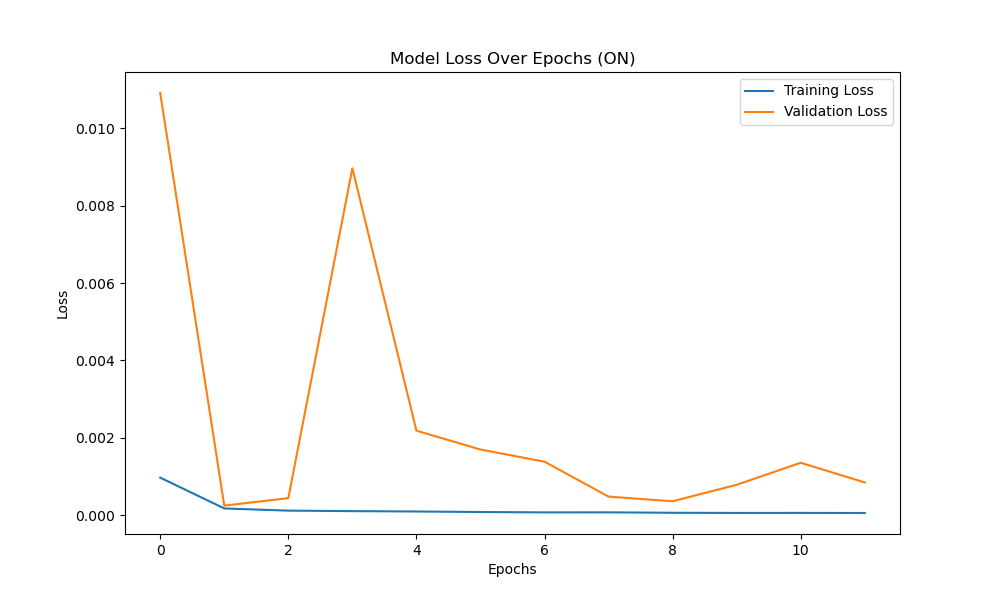 Model Loss Over Epochs (ON)
Training Loss
Validation Loss
0.010
0.008
0.006
0.004
0.002
0.000
Loss
0 2 4 6 8 10
Epochs